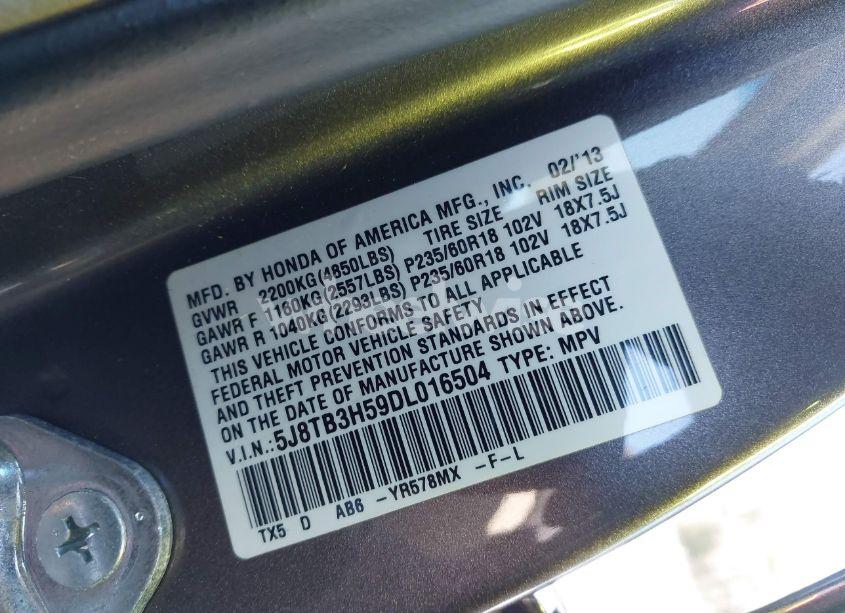 MFD. BY HONDA OF AMERICA MFG., INC. 02/'13
GVWR 2200KG(4850LBS) TIRE SIZE RIM SIZE
GAWR F 1160KG(2557LBS) P235/60R18 102V 18X7.5J
GAWR R 1040KG(2293LBS) P235/60R18 102V 18X7.5J
THIS VEHICLE CONFORMS TO ALL APPLICABLE
FEDERAL MOTOR VEHICLE SAFETY
AND THEFT PREVENTION STANDARDS IN EFFECT
ON THE DATE OF MANUFACTURE SHOWN ABOVE.
V.I.N.:5J8TB3H59DL016504 TYPE: MPV
TX5 D AB6 -YR578MX -F-L